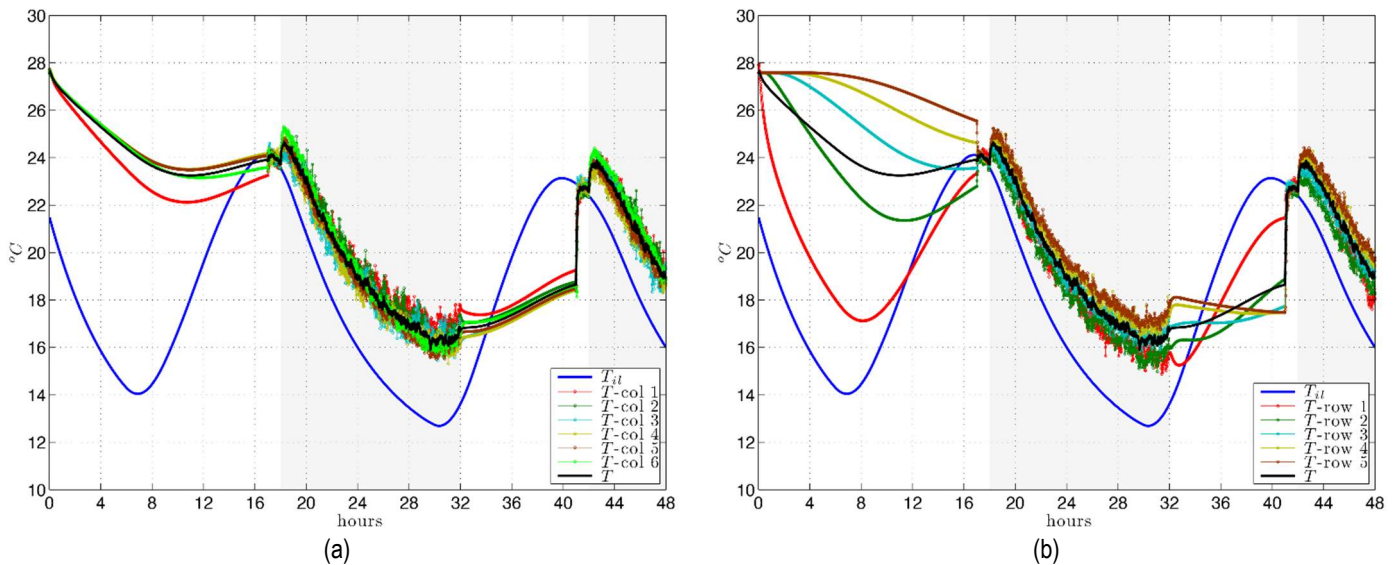 30
28
26
24
22
20
18
16
14
12
10
°C
0 4 8 12 16 20 24 28 32 36 40 44 48
hours
T_il
T-col 1
T-col 2
T-col 3
T-col 4
T-col 5
T-col 6
T
(a)
30
28
26
24
22
20
18
16
14
12
10
°C
0 4 8 12 16 20 24 28 32 36 40 44 48
hours
T_il
T-row 1
T-row 2
T-row 3
T-row 4
T-row 5
T
(b)